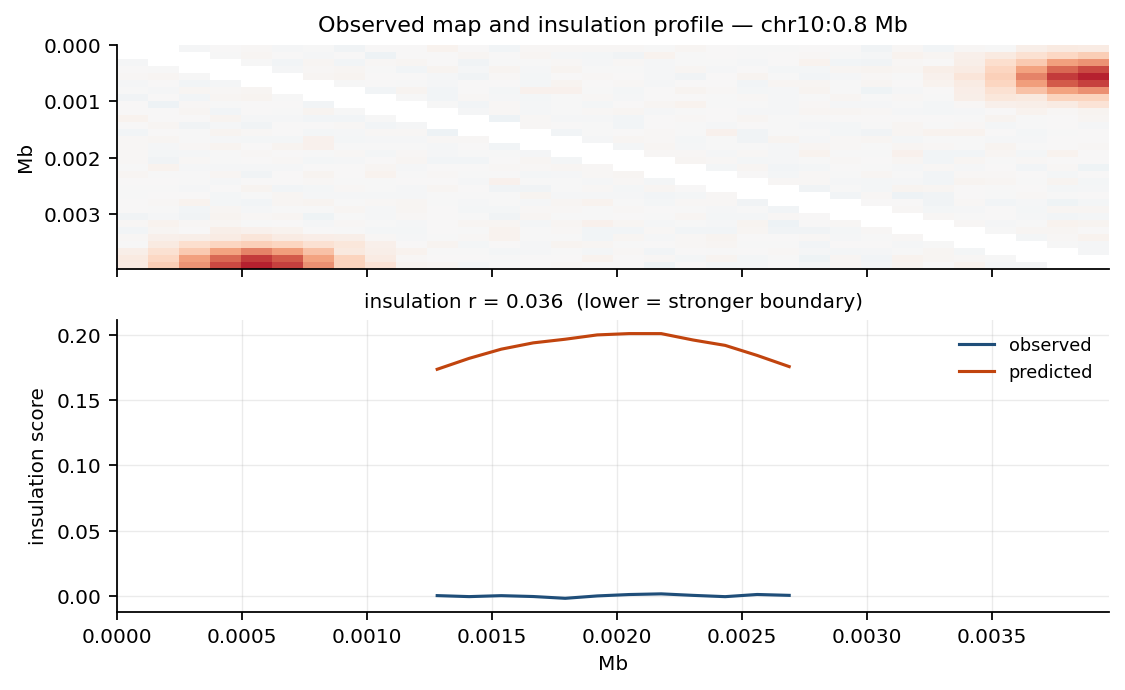 Observed map and insulation profile — chr10:0.8 Mb
0.000
0.001
0.002
0.003
Mb
insulation r = 0.036  (lower = stronger boundary)
0.20
0.15
0.10
0.05
0.00
insulation score
observed
predicted
0.0000 0.0005 0.0010 0.0015 0.0020 0.0025 0.0030 0.0035
Mb